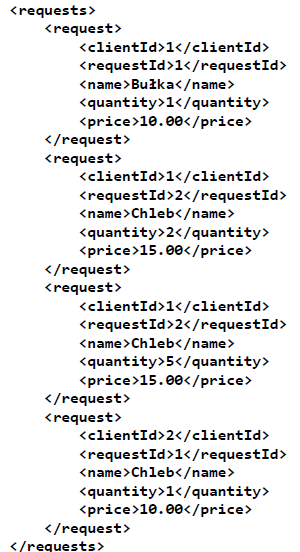 <requests>
    <request>
        <clientId>1</clientId>
        <requestId>1</requestId>
        <name>Bułka</name>
        <quantity>1</quantity>
        <price>10.00</price>
    </request>
    <request>
        <clientId>1</clientId>
        <requestId>2</requestId>
        <name>Chleb</name>
        <quantity>2</quantity>
        <price>15.00</price>
    </request>
    <request>
        <clientId>1</clientId>
        <requestId>2</requestId>
        <name>Chleb</name>
        <quantity>5</quantity>
        <price>15.00</price>
    </request>
    <request>
        <clientId>2</clientId>
        <requestId>1</requestId>
        <name>Chleb</name>
        <quantity>1</quantity>
        <price>10.00</price>
    </request>
</requests>